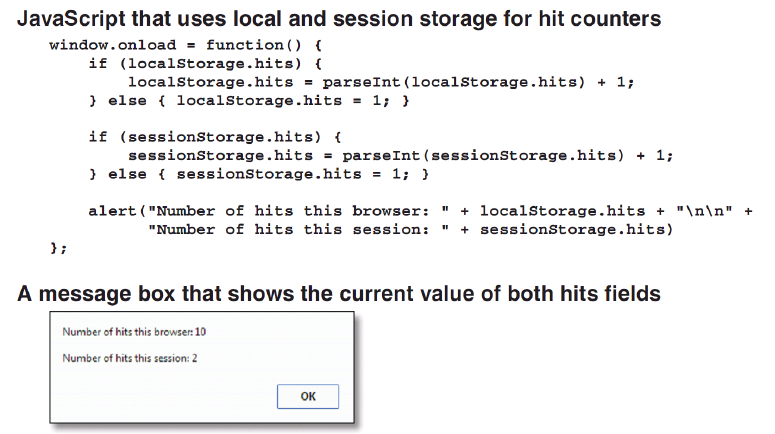 JavaScript that uses local and session storage for hit counters
window.onload = function() {
if (localStorage.hits) {
localStorage.hits = parseInt(localStorage.hits) + 1;
} else { localStorage.hits = 1; }
if (sessionStorage.hits) {
sessionStorage.hits = parseInt(sessionStorage.hits) + 1;
} else { sessionStorage.hits = 1; }
alert("Number of hits this browser: " + localStorage.hits + "\n\n" +
"Number of hits this session: " + sessionStorage.hits)
};
A message box that shows the current value of both hits fields
Number of hits this browser: 10
Number of hits this session: 2
OK